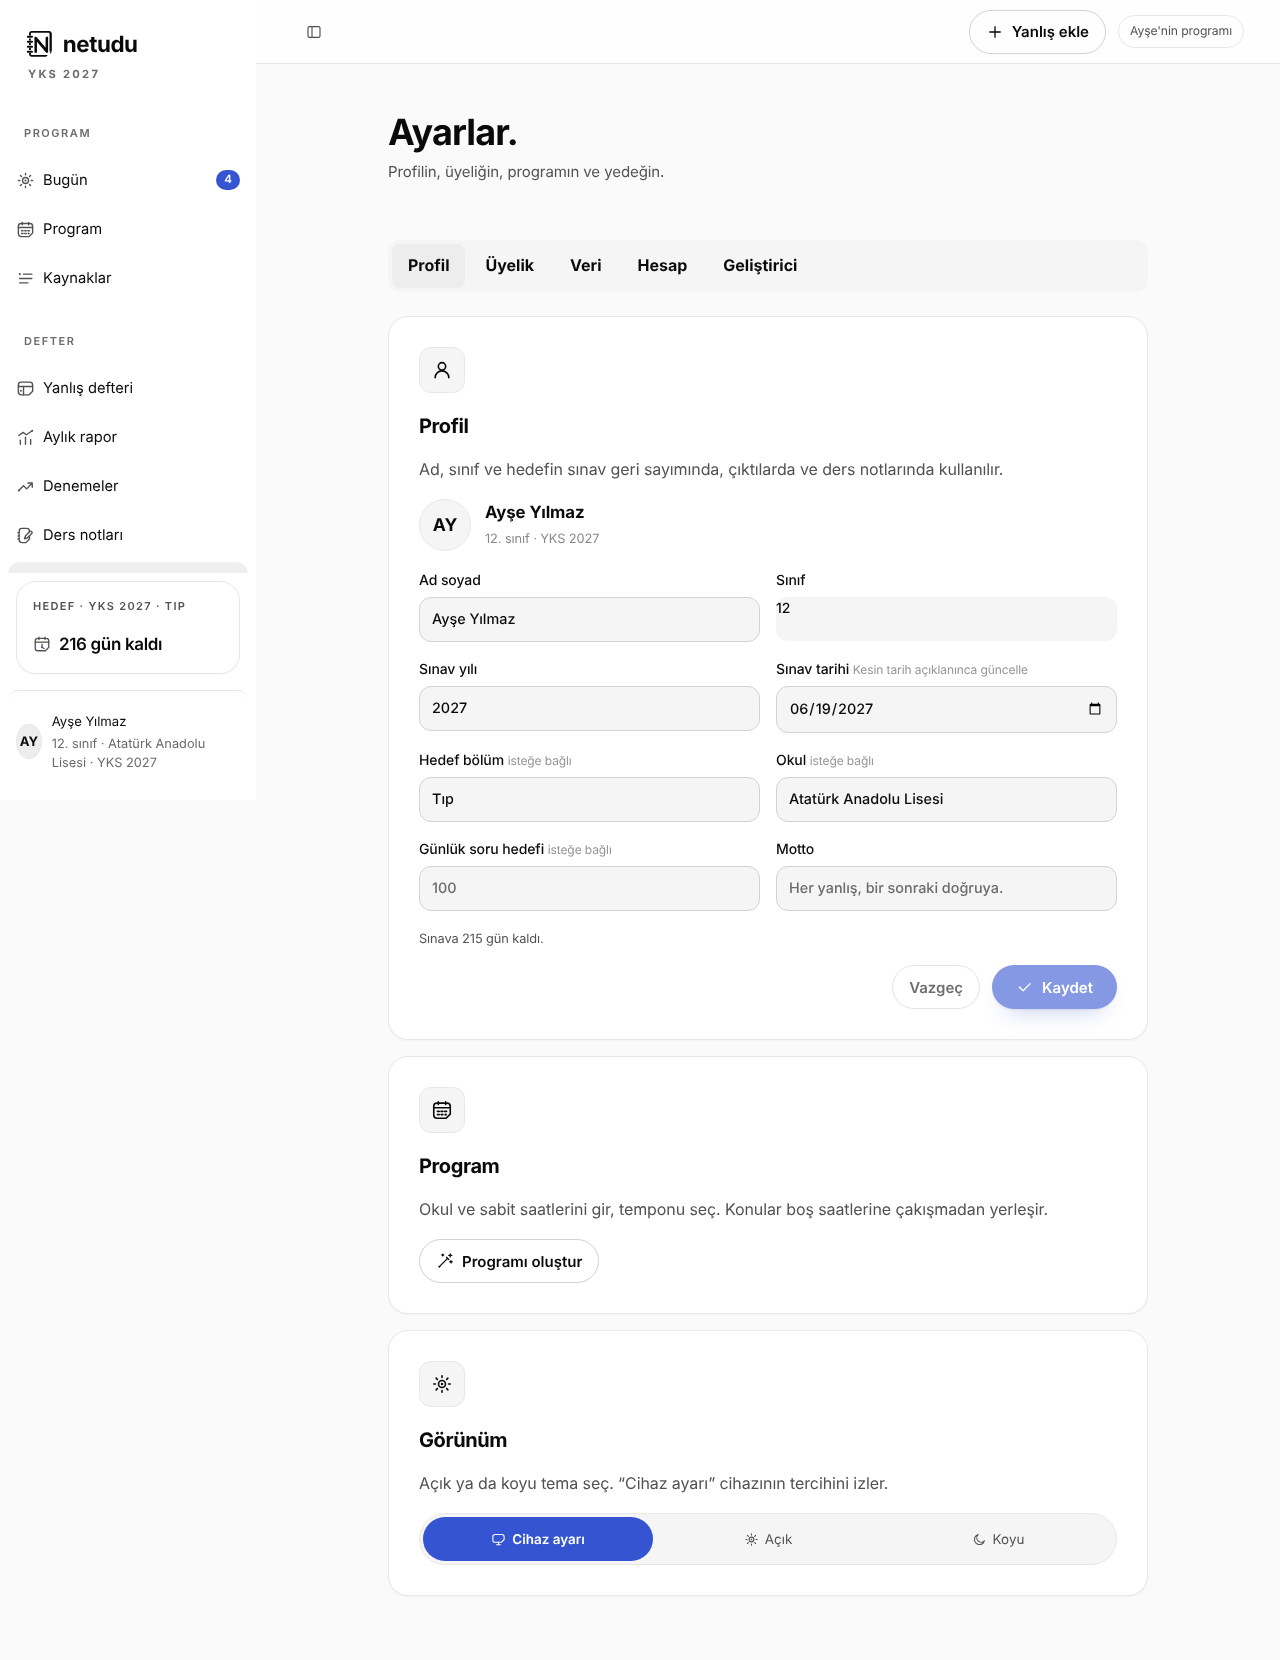 netudu
YKS 2027
PROGRAM
Bugün 4
Program
Kaynaklar
DEFTER
Yanlış defteri
Aylık rapor
Denemeler
Ders notları
HEDEF · YKS 2027 · TIP
216 gün kaldı
AY
Ayşe Yılmaz
12. sınıf · Atatürk Anadolu
Lisesi · YKS 2027
Yanlış ekle
Ayşe'nin programı
Ayarlar.
Profilin, üyeliğin, programın ve yedeğin.
Profil Üyelik Veri Hesap Geliştirici
Profil
Ad, sınıf ve hedefin sınav geri sayımında, çıktılarda ve ders notlarında kullanılır.
AY
Ayşe Yılmaz
12. sınıf · YKS 2027
Ad soyad
Ayşe Yılmaz
Sınıf
12
Sınav yılı
2027
Sınav tarihi Kesin tarih açıklanınca güncelle
06/19/2027
Hedef bölüm isteğe bağlı
Tıp
Okul isteğe bağlı
Atatürk Anadolu Lisesi
Günlük soru hedefi isteğe bağlı
100
Motto
Her yanlış, bir sonraki doğruya.
Sınava 215 gün kaldı.
Vazgeç
Kaydet
Program
Okul ve sabit saatlerini gir, temponu seç. Konular boş saatlerine çakışmadan yerleşir.
Programı oluştur
Görünüm
Açık ya da koyu tema seç. “Cihaz ayarı” cihazının tercihini izler.
Cihaz ayarı Açık Koyu